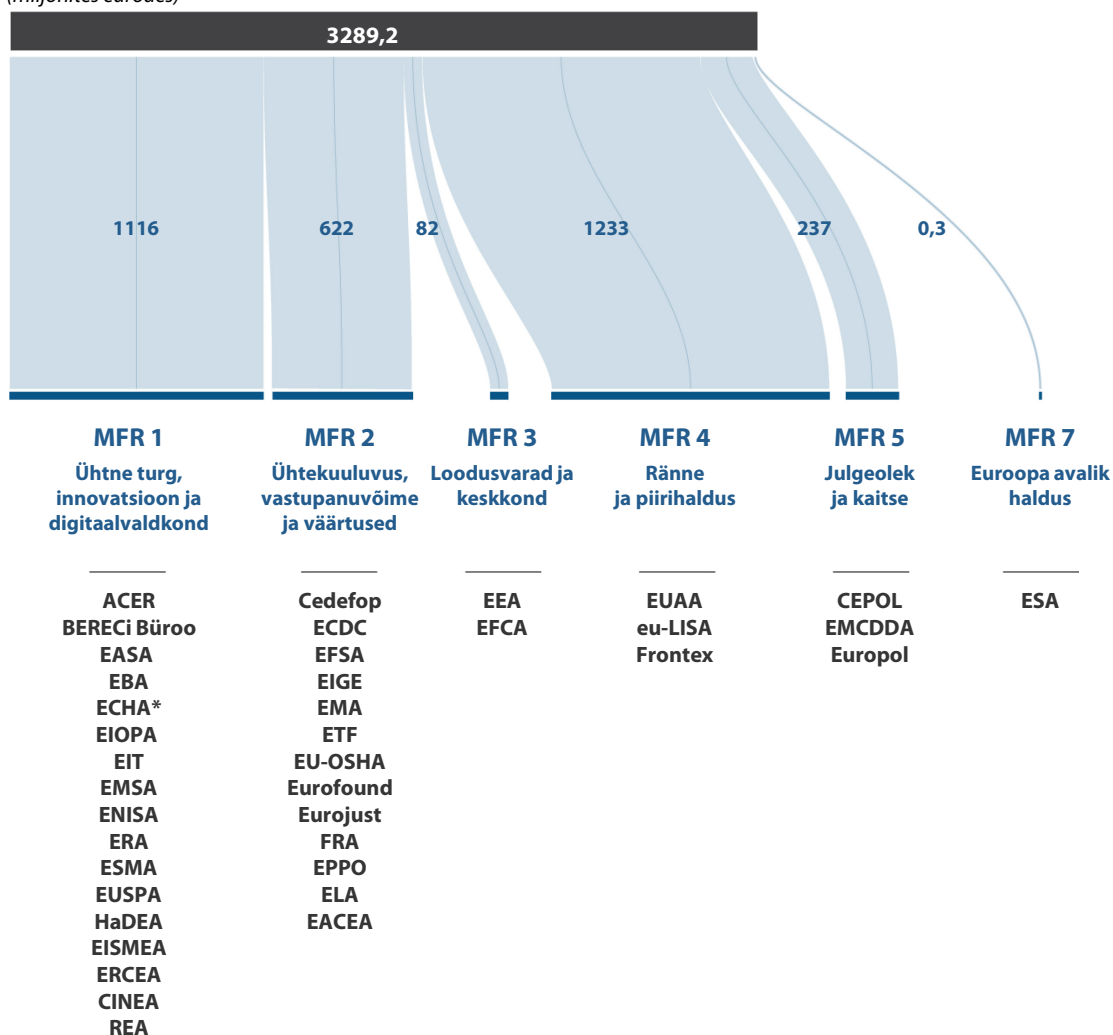 (miljonites eurodes)
3289,2
1116
622
82
1233
237
0,3
MFR 1
Ühtne turg,
innovatsioon ja
digitaalvaldkond
ACER
BERECi Büroo
EASA
EBA
ECHA*
EIOPA
EIT
EMSA
ENISA
ERA
ESMA
EUSPA
HaDEA
EISMEA
ERCEA
CINEA
REA
MFR 2
Ühtekuuluvus,
vastupanuvõime
ja väärtused
Cedefop
ECDC
EFSA
EIGE
EMA
ETF
EU-OSHA
Eurofound
Eurojust
FRA
EPPO
ELA
EACEA
MFR 3
Loodusvarad ja
keskkond
EEA
EFCA
MFR 4
Ränne
ja piirihaldus
EUAA
eu-LISA
Frontex
MFR 5
Julgeolek
ja kaitse
CEPOL
EMCDDA
Europol
MFR 7
Euroopa avalik
haldus
ESA